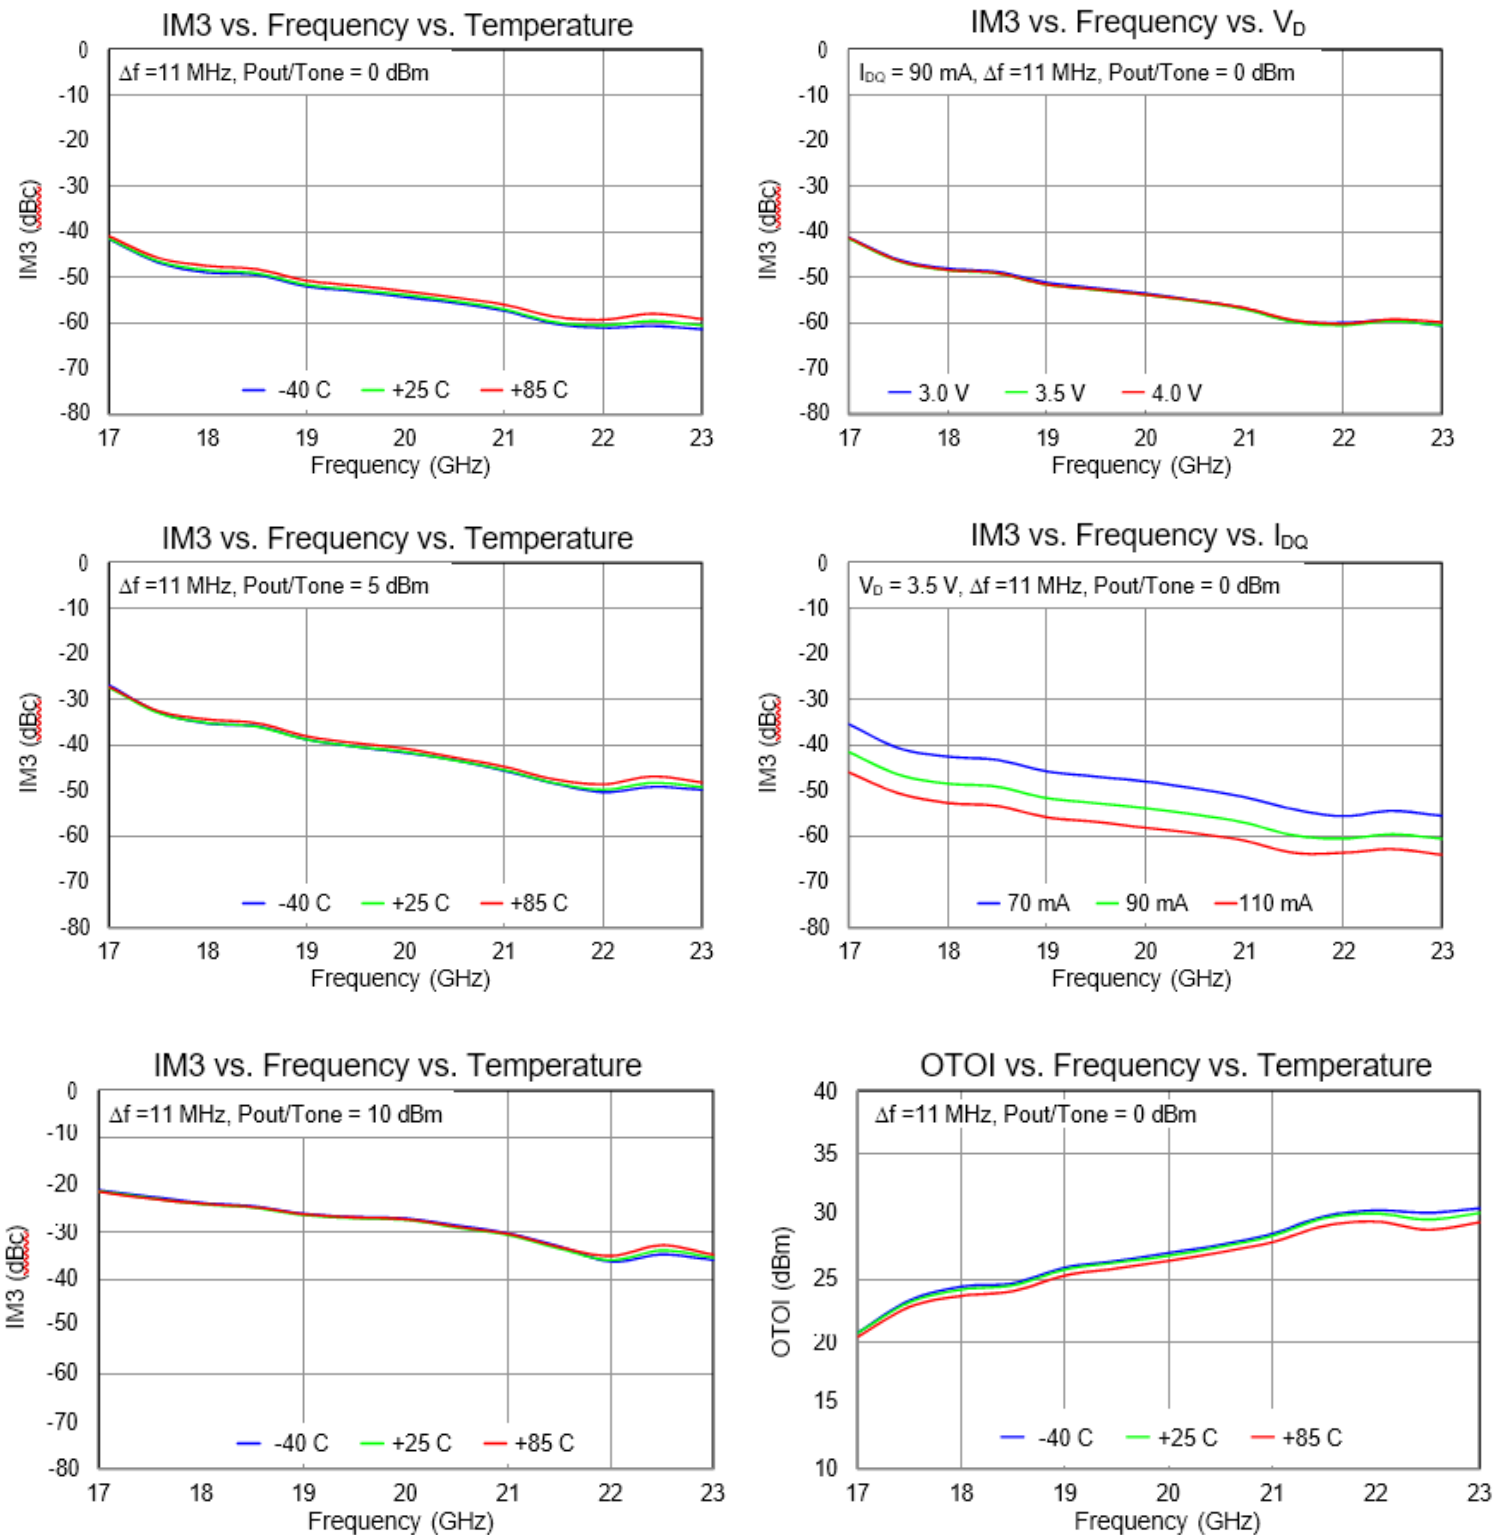 IM3 vs. Frequency vs. Temperature
Δf =11 MHz, Pout/Tone = 0 dBm
0
-10
-20
-30
-40
-50
-60
-70
-80
IM3 (dBc)
-40 C +25 C +85 C
17 18 19 20 21 22 23
Frequency (GHz)
IM3 vs. Frequency vs. VD
IDQ = 90 mA, Δf =11 MHz, Pout/Tone = 0 dBm
0
-10
-20
-30
-40
-50
-60
-70
-80
IM3 (dBc)
3.0 V 3.5 V 4.0 V
17 18 19 20 21 22 23
Frequency (GHz)
IM3 vs. Frequency vs. Temperature
Δf =11 MHz, Pout/Tone = 5 dBm
0
-10
-20
-30
-40
-50
-60
-70
-80
IM3 (dBc)
-40 C +25 C +85 C
17 18 19 20 21 22 23
Frequency (GHz)
IM3 vs. Frequency vs. IDQ
VD = 3.5 V, Δf =11 MHz, Pout/Tone = 0 dBm
0
-10
-20
-30
-40
-50
-60
-70
-80
IM3 (dBc)
70 mA 90 mA 110 mA
17 18 19 20 21 22 23
Frequency (GHz)
IM3 vs. Frequency vs. Temperature
Δf =11 MHz, Pout/Tone = 10 dBm
0
-10
-20
-30
-40
-50
-60
-70
-80
IM3 (dBc)
-40 C +25 C +85 C
17 18 19 20 21 22 23
Frequency (GHz)
OTOI vs. Frequency vs. Temperature
Δf =11 MHz, Pout/Tone = 0 dBm
40
35
30
25
20
15
10
OTOI (dBm)
-40 C +25 C +85 C
17 18 19 20 21 22 23
Frequency (GHz)